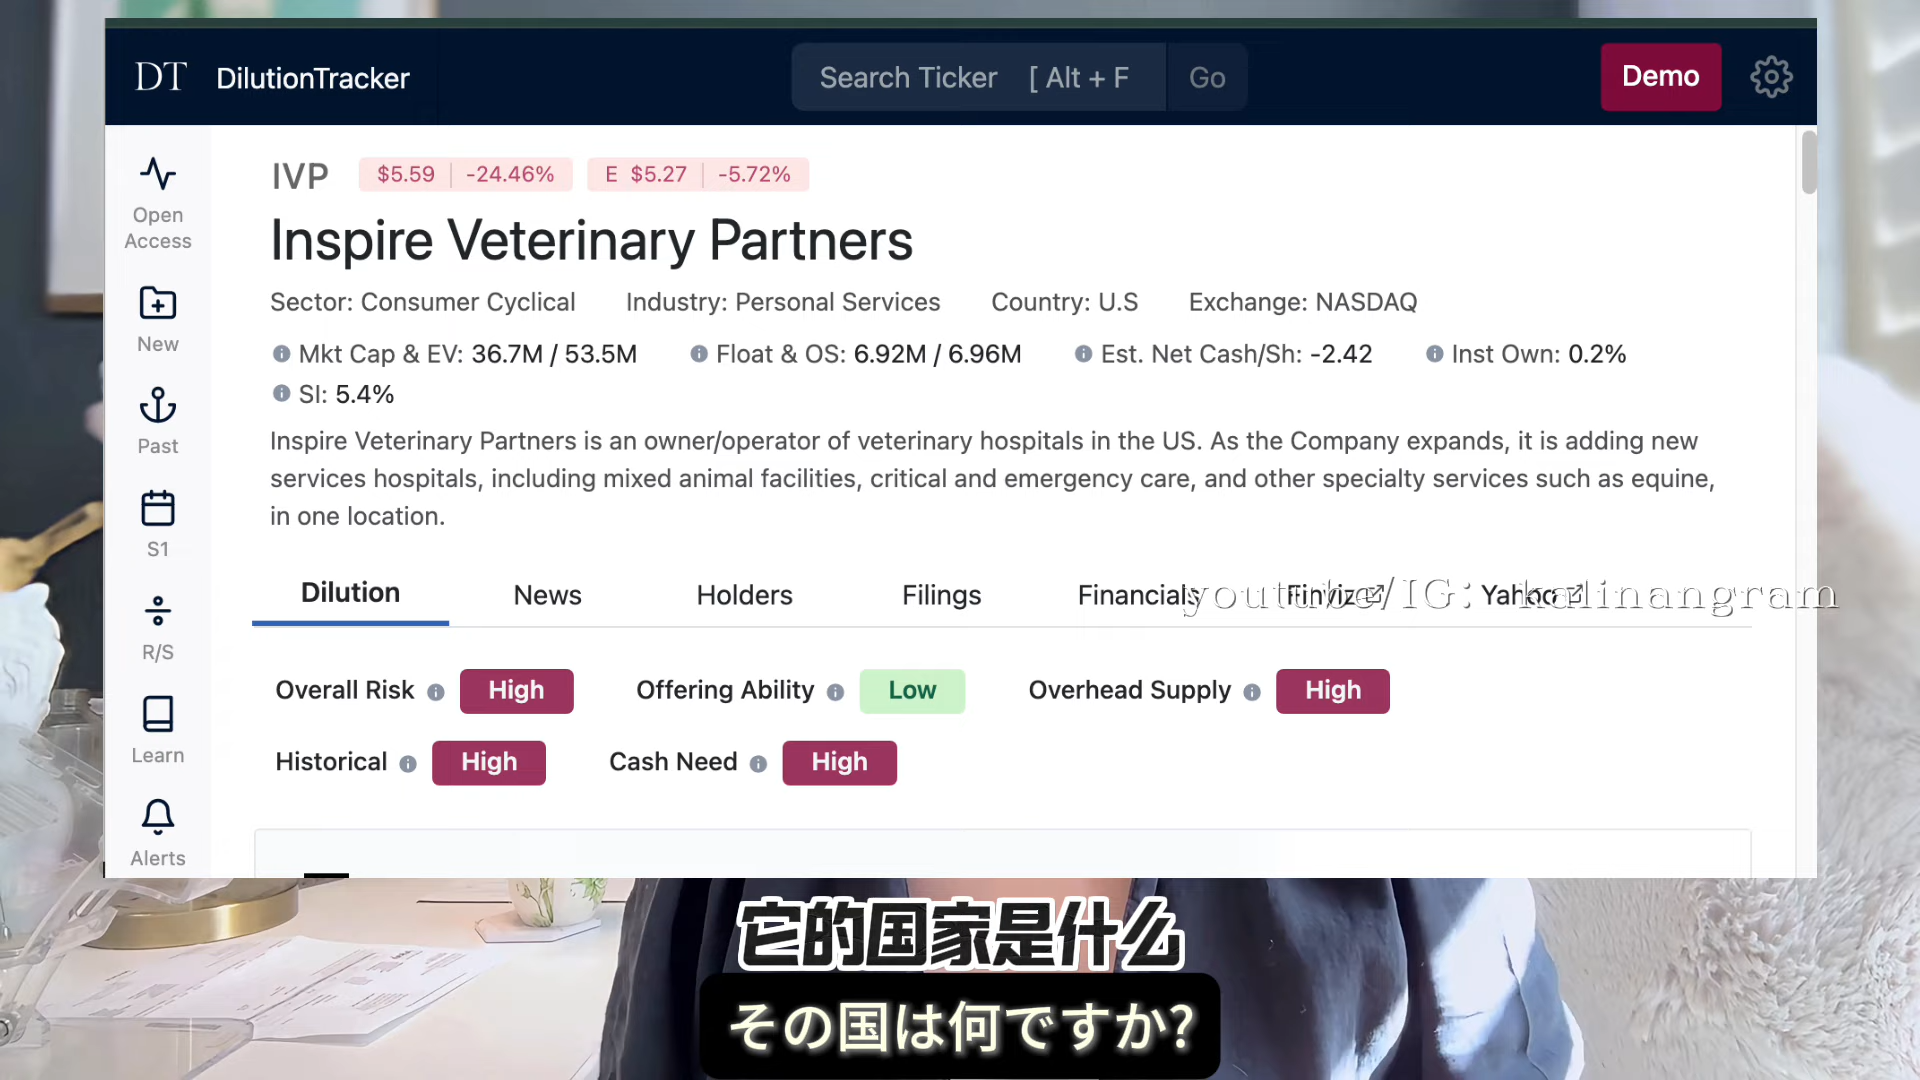 DT DilutionTracker Search Ticker [ Alt + F Go Demo
Open Access
New
Past
S1
R/S
Learn
Alerts
IVP $5.59 -24.46% E $5.27 -5.72%
Inspire Veterinary Partners
Sector: Consumer Cyclical Industry: Personal Services Country: U.S Exchange: NASDAQ
Mkt Cap & EV: 36.7M / 53.5M Float & OS: 6.92M / 6.96M Est. Net Cash/Sh: -2.42 Inst Own: 0.2%
SI: 5.4%
Inspire Veterinary Partners is an owner/operator of veterinary hospitals in the US. As the Company expands, it is adding new
services hospitals, including mixed animal facilities, critical and emergency care, and other specialty services such as equine,
in one location.
Dilution News Holders Filings Financials Finviz Yahoo
youtube/IG: kalinangram
Overall Risk High Offering Ability Low Overhead Supply High
Historical High Cash Need High
它的国家是什么
その国は何ですか?